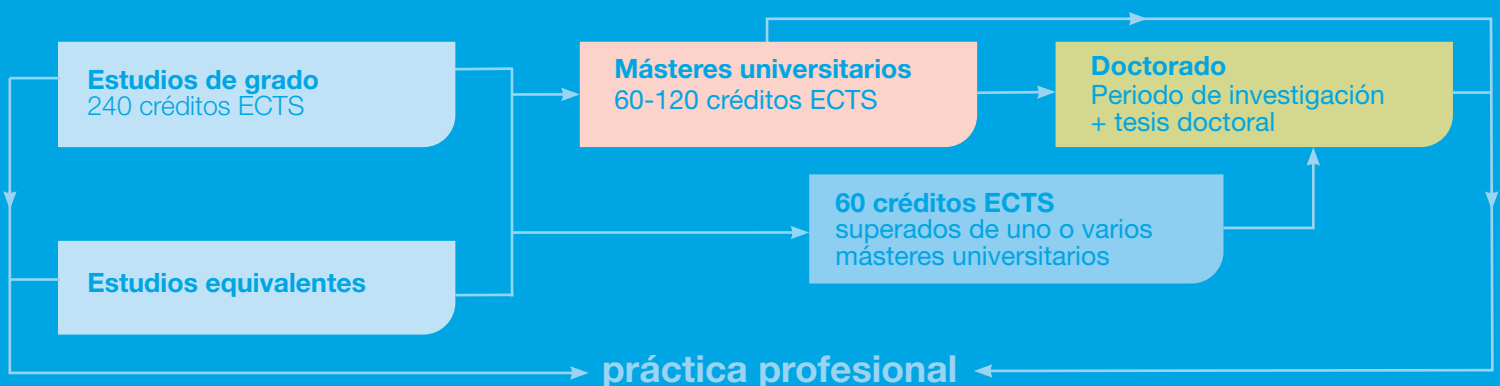 Estudios de grado
240 créditos ECTS
Másteres universitarios
60-120 créditos ECTS
Doctorado
Periodo de investigación
+ tesis doctoral
60 créditos ECTS
superados de uno o varios
másteres universitarios
Estudios equivalentes
práctica profesional